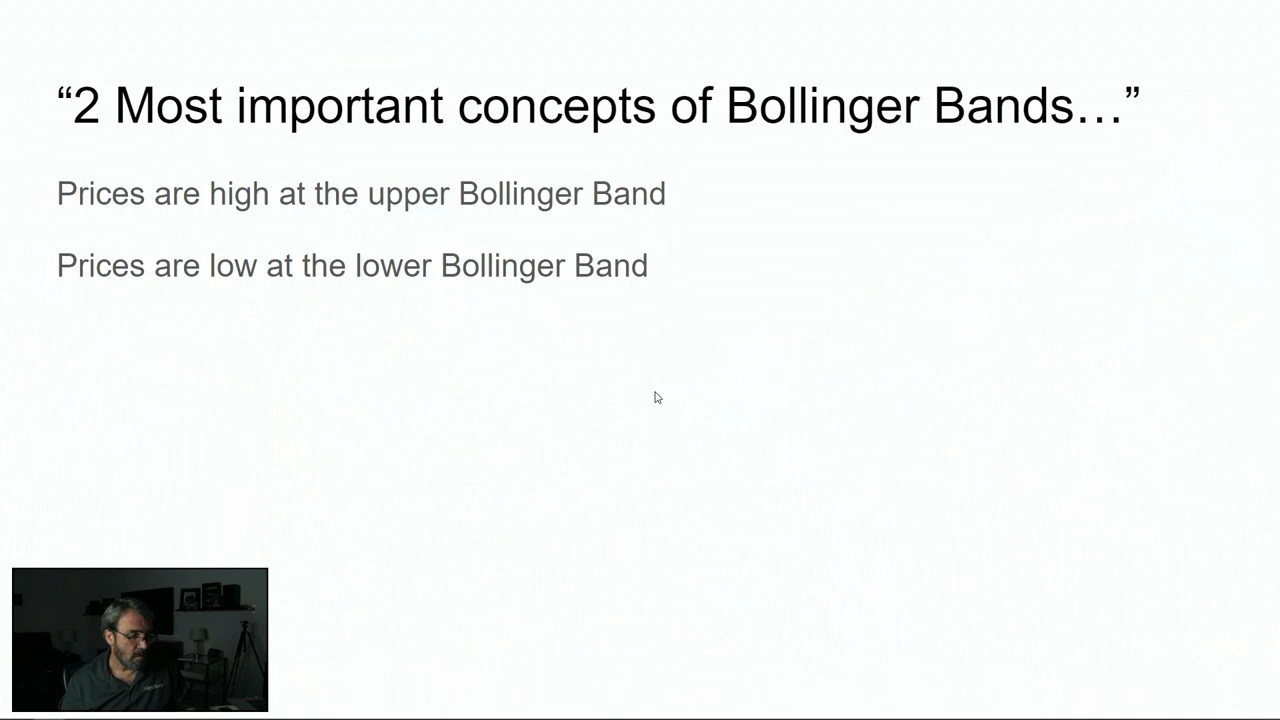 “2 Most important concepts of Bollinger Bands…”
Prices are high at the upper Bollinger Band
Prices are low at the lower Bollinger Band